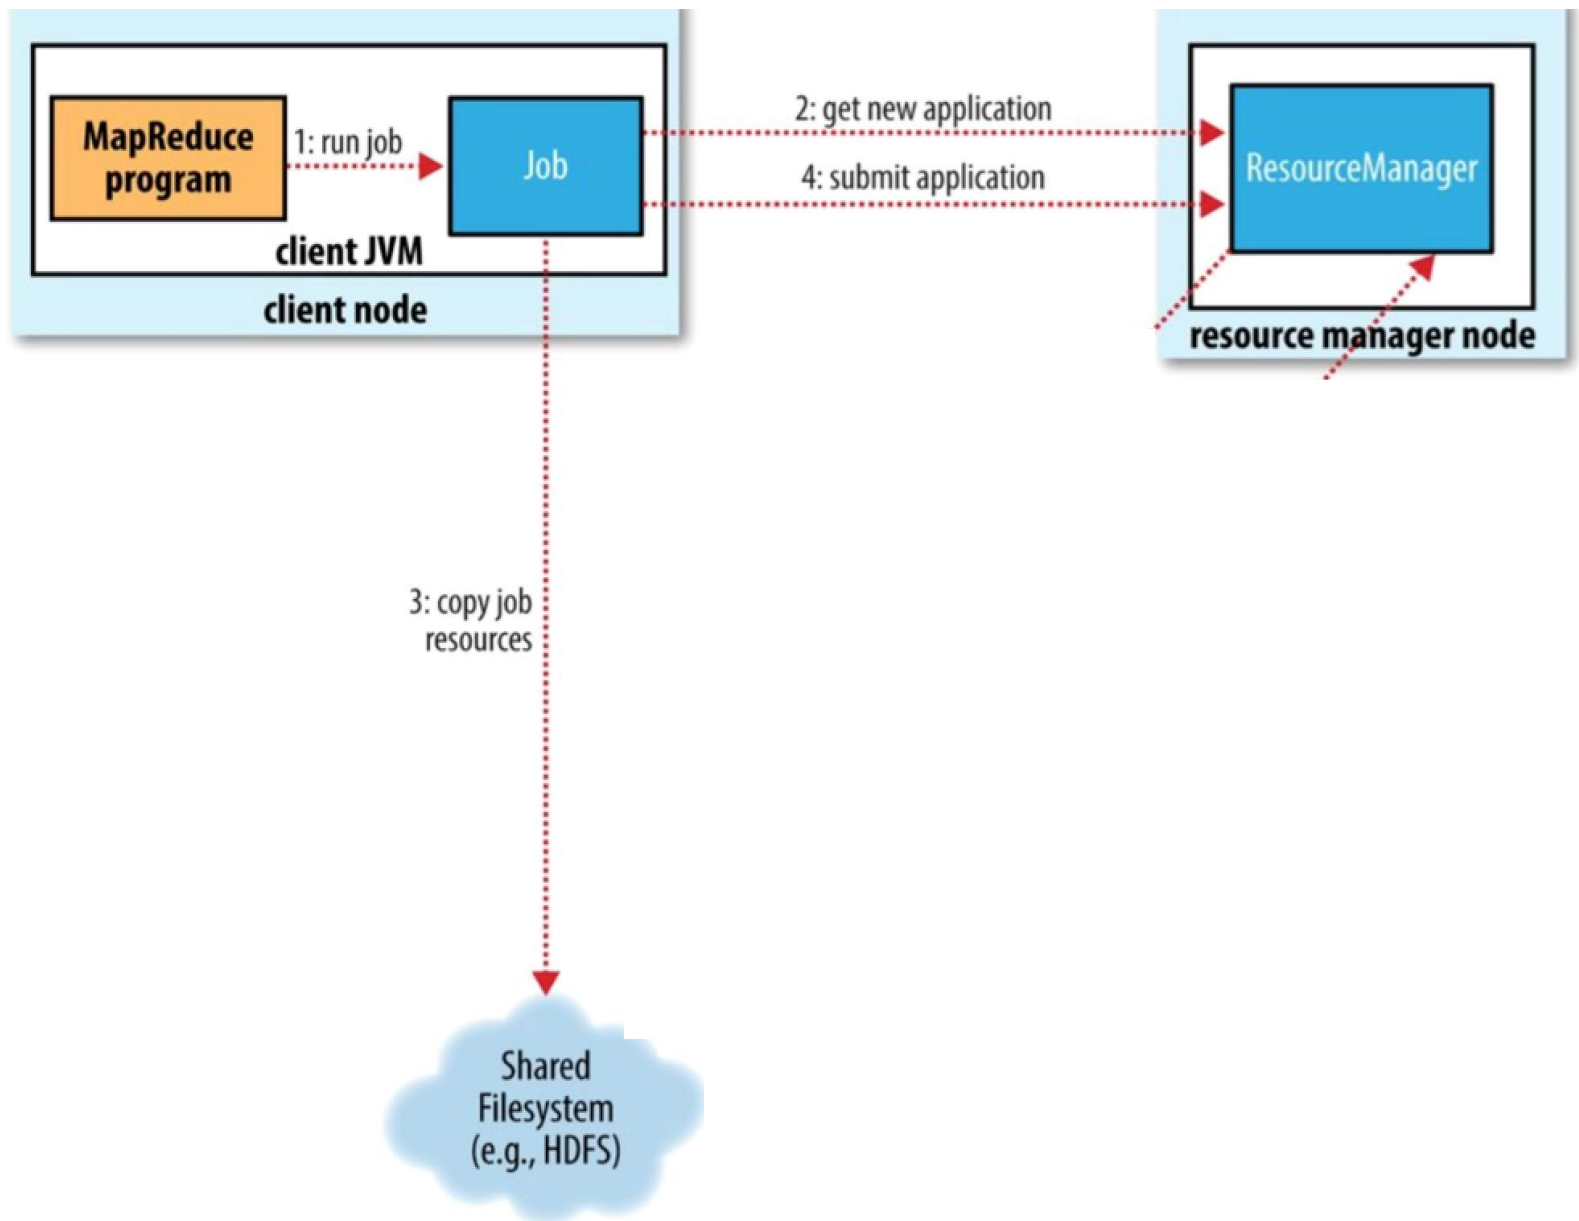 MapReduce
program
1: run job
Job
client JVM
client node
2: get new application
4: submit application
ResourceManager
resource manager node
3: copy job
resources
Shared
Filesystem
(e.g., HDFS)